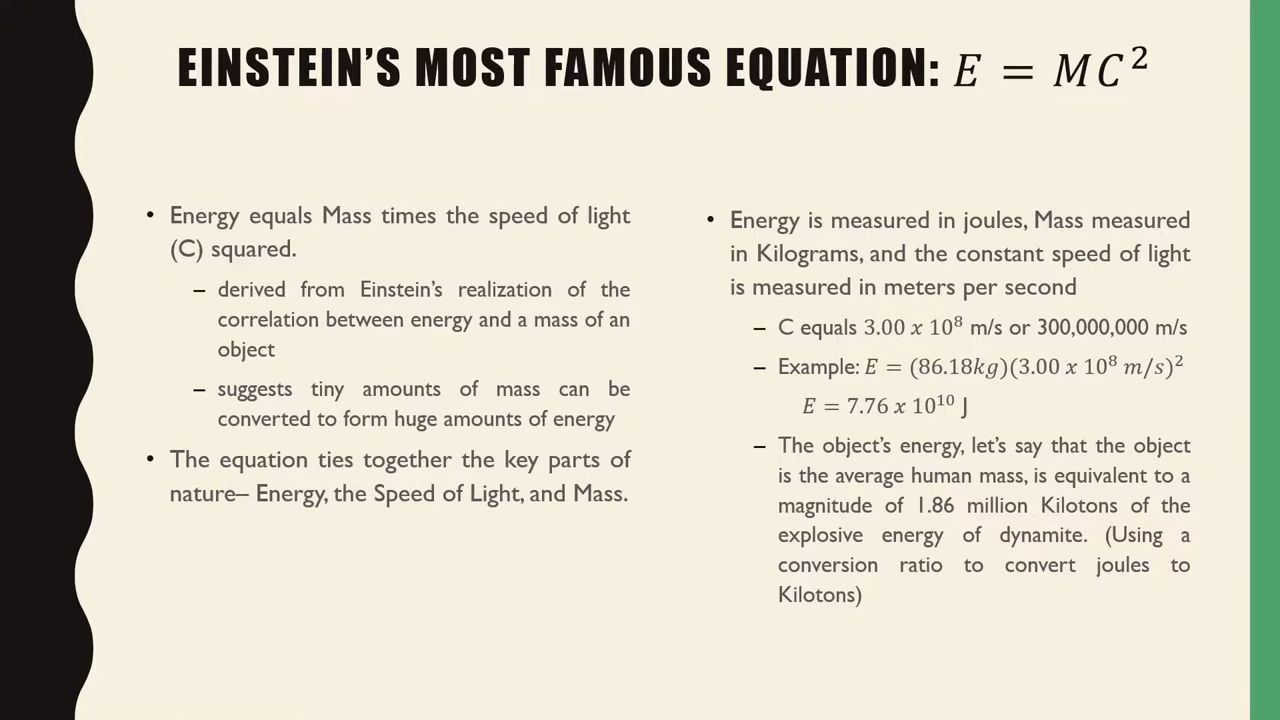 EINSTEIN’S MOST FAMOUS EQUATION: E = MC²
• Energy equals Mass times the speed of light
(C) squared.
– derived from Einstein’s realization of the
correlation between energy and a mass of an
object
– suggests tiny amounts of mass can be
converted to form huge amounts of energy
• The equation ties together the key parts of
nature– Energy, the Speed of Light, and Mass.
• Energy is measured in joules, Mass measured
in Kilograms, and the constant speed of light
is measured in meters per second
– C equals 3.00 x 10⁸ m/s or 300,000,000 m/s
– Example: E = (86.18kg)(3.00 x 10⁸ m/s)²
E = 7.76 x 10¹⁰ J
– The object’s energy, let’s say that the object
is the average human mass, is equivalent to a
magnitude of 1.86 million Kilotons of the
explosive energy of dynamite. (Using a
conversion ratio to convert joules to
Kilotons)